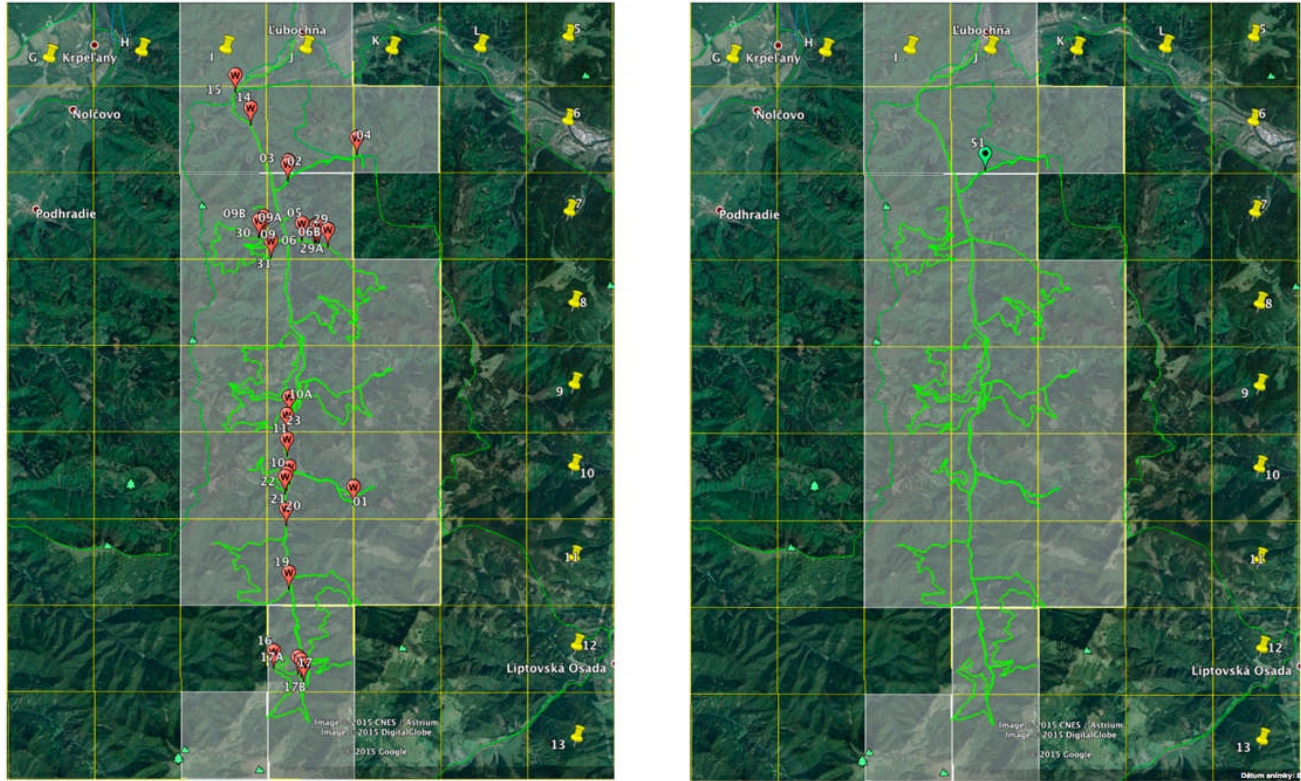 Ľubochňa
G
Krpeľany
H
I
J
K
L
5
15
14
6
Nolčovo
04
03
02
Podhradie
09B
09A
05
29
7
30
09
06
06B
29A
31
8
10A
9
23
11
10
10
22
01
21
20
11
19
16
12
17A
17
Liptovská Osada
17B
Image © 2015 CNES / Astrium
Image © 2015 DigitalGlobe
© 2015 Google
13
Ľubochňa
G
Krpeľany
H
I
J
K
L
5
6
Nolčovo
S1
Podhradie
7
8
9
10
11
12
Liptovská Osada
Image © 2015 CNES / Astrium
Image © 2015 DigitalGlobe
© 2015 Google
13
Dátum snímky: